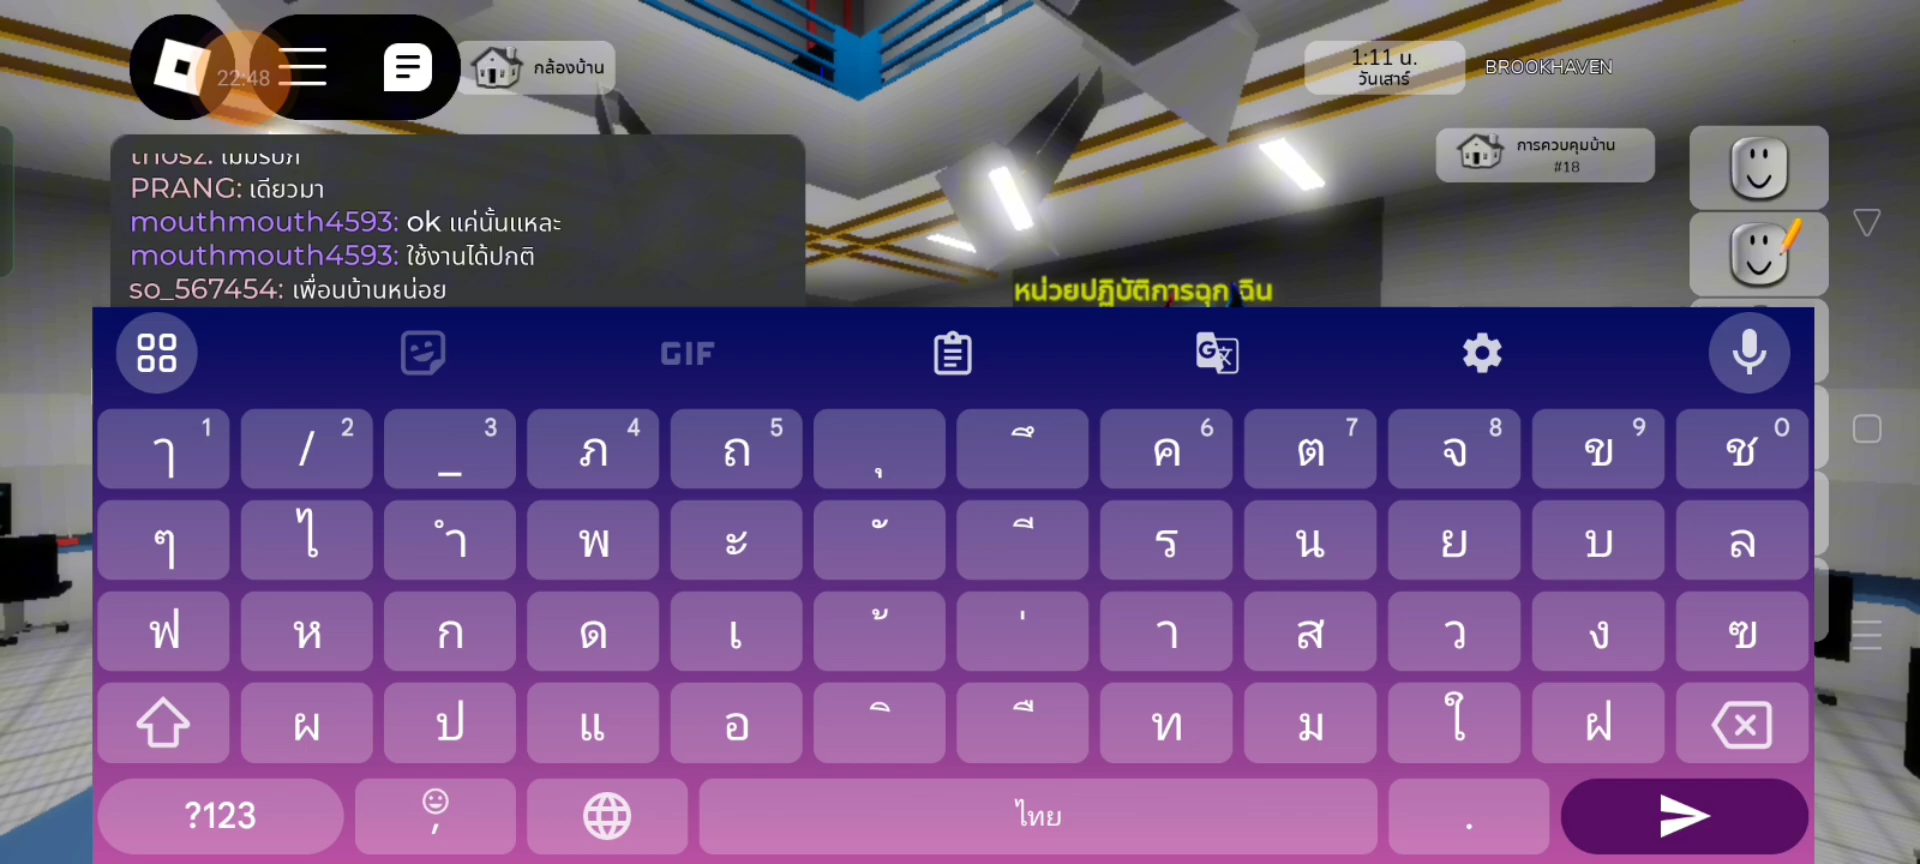 22:48
กล้องบ้าน
1:11 น.
วันเสาร์
BROOKHAVEN
การควบคุมบ้าน
#18
PRANG: เดียวมา
mouthmouth4593: ok แค่นั้นแหละ
mouthmouth4593: ใช้งานได้ปกติ
so_567454: เพื่อนบ้านหน่อย
หน่วยปฏิบัติการฉุก ฉิน
GIF
ๅ 1 / 2 _ 3 ภ 4 ถ 5 ุ ึ ค 6 ต 7 จ 8 ข 9 ช 0
ๆ ไ ำ พ ะ ั ี ร น ย บ ล
ฟ ห ก ด เ ้ ่ า ส ว ง ฃ
ผ ป แ อ ิ ื ท ม ใ ฝ
?123 , ไทย .